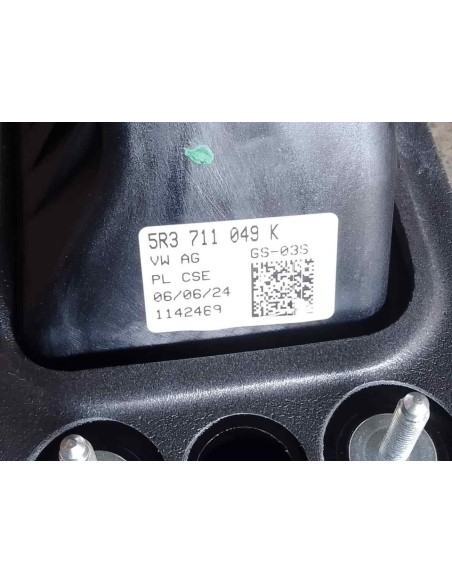 5R3 711 049 K
VW AG GS-03S
PL CSE
06/06/24
1142469